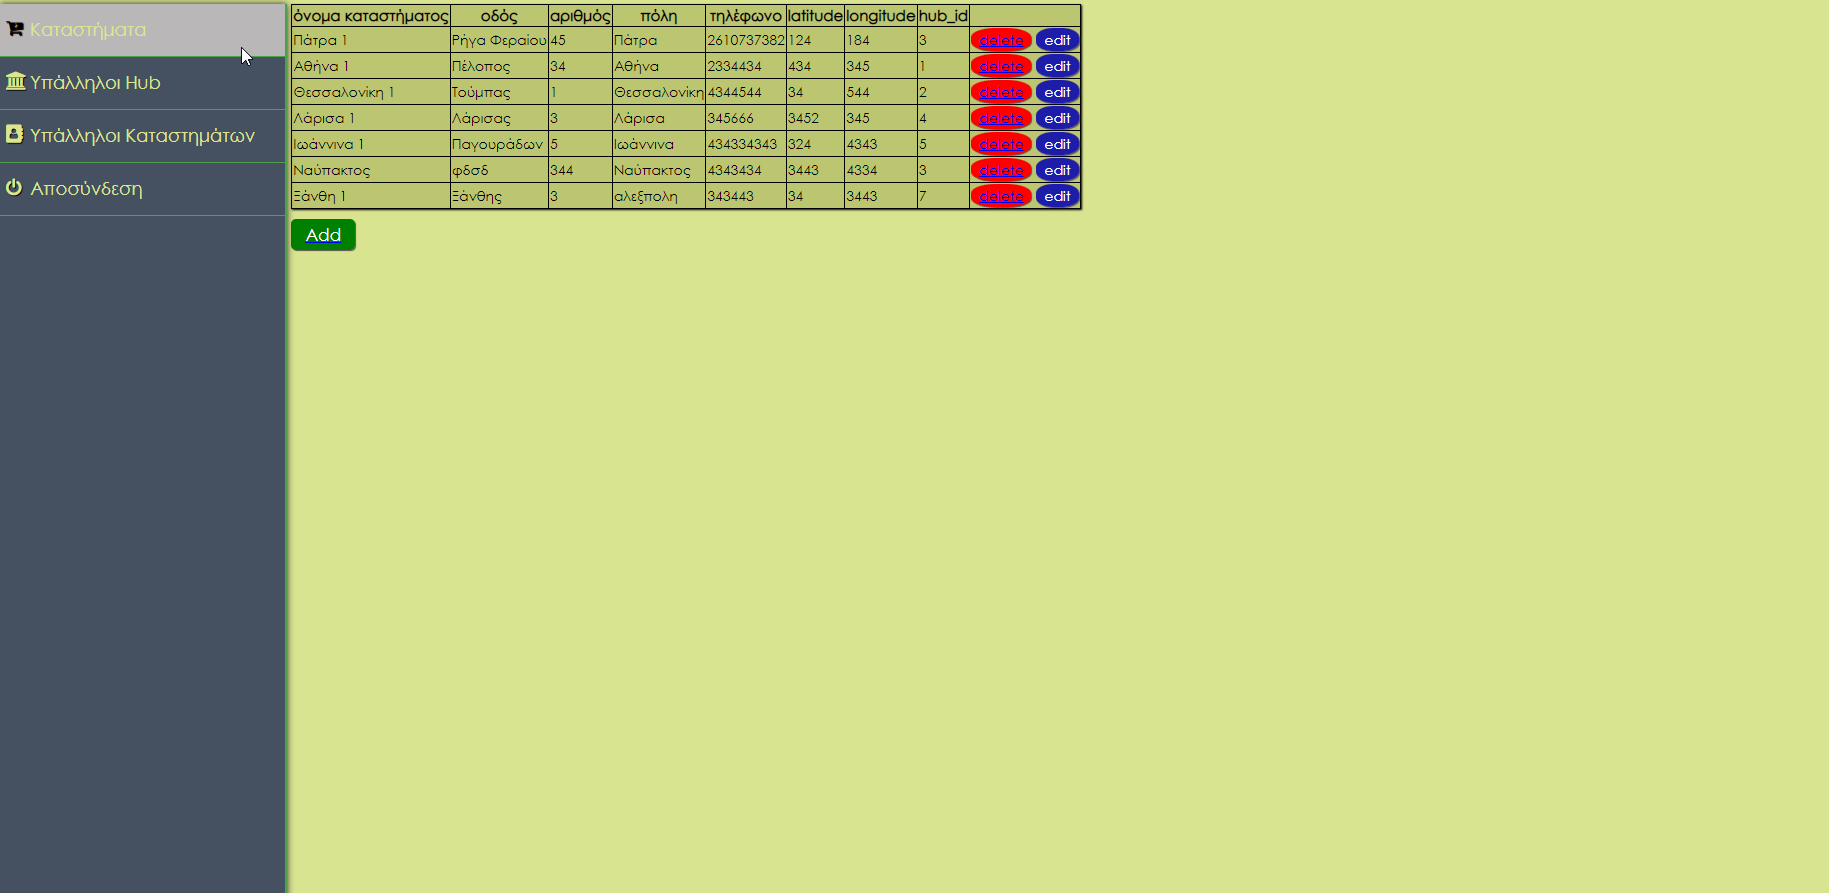 Καταστήματα
Υπάλληλοι Hub
Υπάλληλοι Καταστημάτων
Αποσύνδεση
όνομα καταστήματος οδός αριθμός πόλη τηλέφωνο latitude longitude hub_id
Πάτρα 1 Ρήγα Φεραίου 45 Πάτρα 2610737382 124 184 3 delete edit
Αθήνα 1 Πέλοπος 34 Αθήνα 2334434 434 345 1 delete edit
Θεσσαλονίκη 1 Τούμπας 1 Θεσσαλονίκη 4344544 34 544 2 delete edit
Λάρισα 1 Λάρισας 3 Λάρισα 345666 3452 345 4 delete edit
Ιωάννινα 1 Παγουράδων 5 Ιωάννινα 434334343 324 4343 5 delete edit
Ναύπακτος φδσδ 344 Ναύπακτος 4343434 3443 4334 3 delete edit
Ξάνθη 1 Ξάνθης 3 αλεξπολη 343443 34 3443 7 delete edit
Add